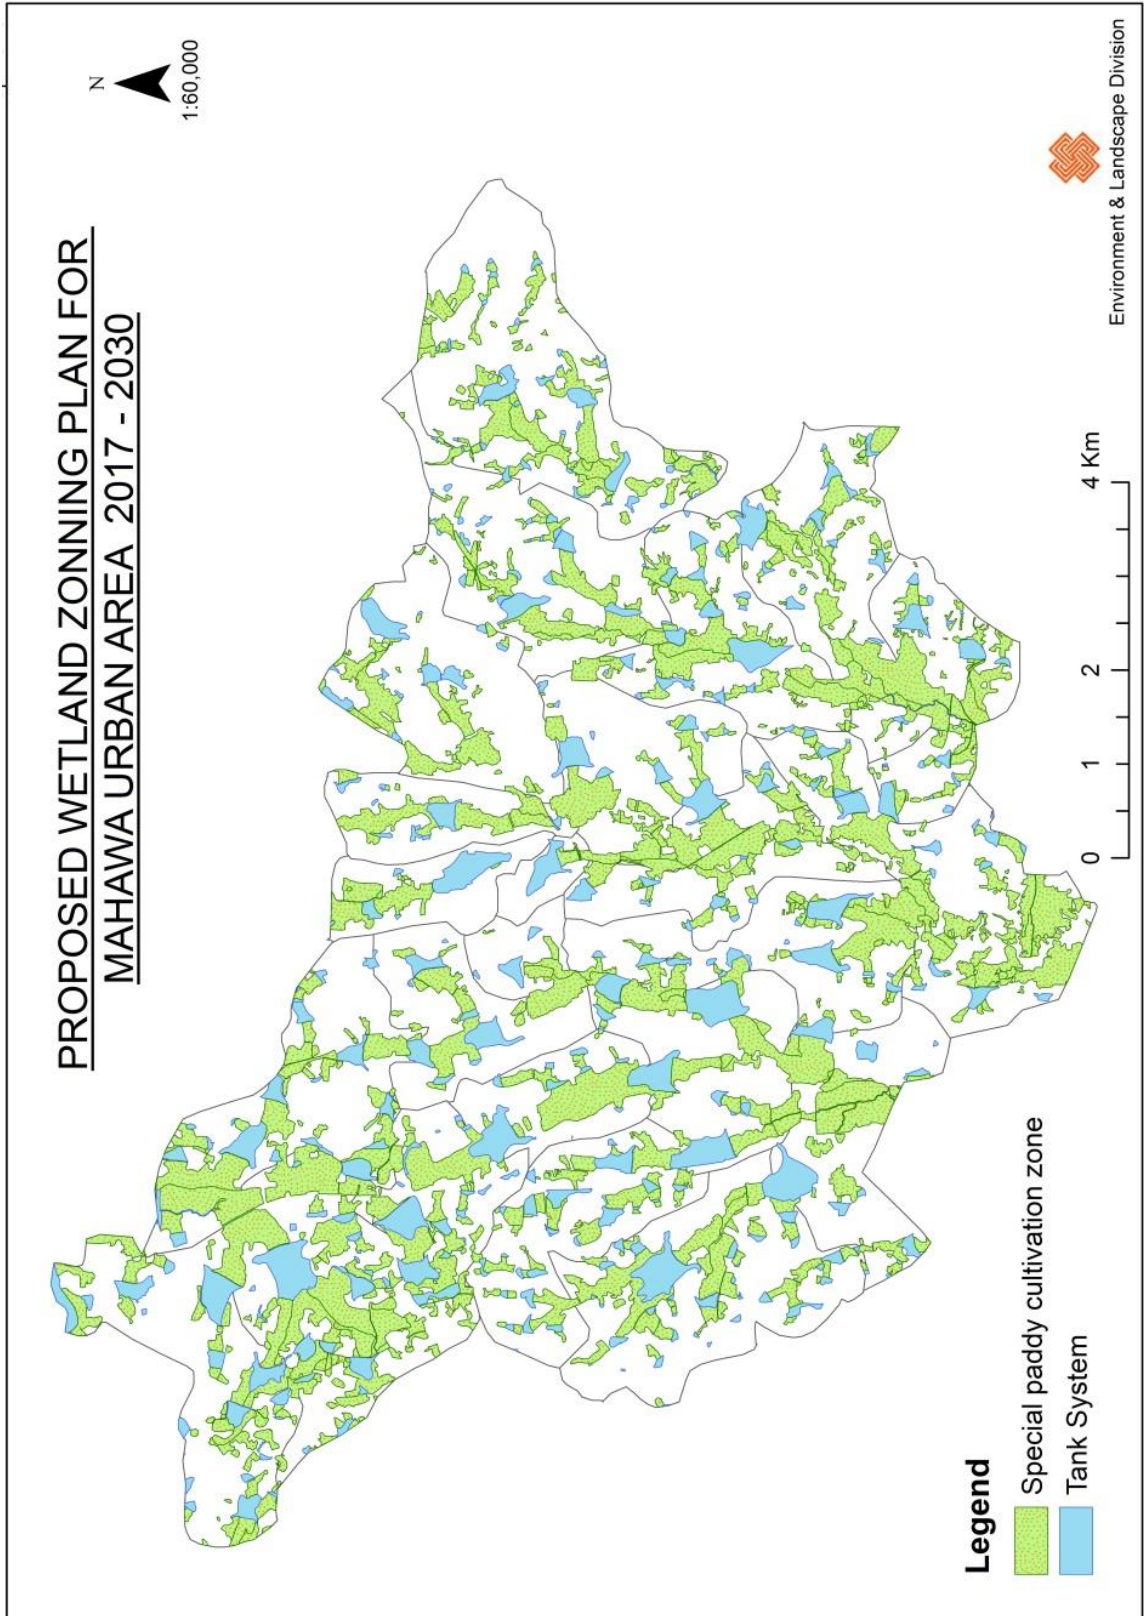 PROPOSED WETLAND ZONNING PLAN FOR
MAHAWA URBAN AREA 2017 - 2030
N
1:60,000
Legend
Special paddy cultivation zone
Tank System
0 1 2 4 Km
Environment & Landscape Division